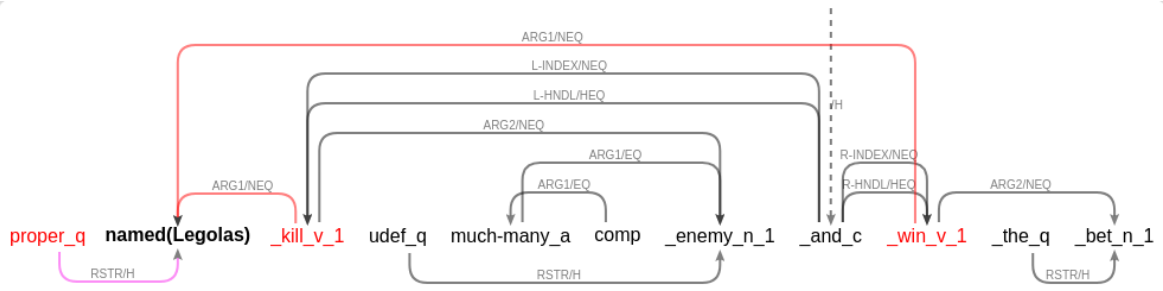 ARG1/NEQ
L-INDEX/NEQ
L-HNDL/HEQ
/H
ARG2/NEQ
ARG1/EQ R-INDEX/NEQ
ARG1/NEQ ARG1/EQ R-HNDL/HEQ ARG2/NEQ
proper_q named(Legolas) _kill_v_1 udef_q much-many_a comp _enemy_n_1 _and_c _win_v_1 _the_q _bet_n_1
RSTR/H RSTR/H RSTR/H